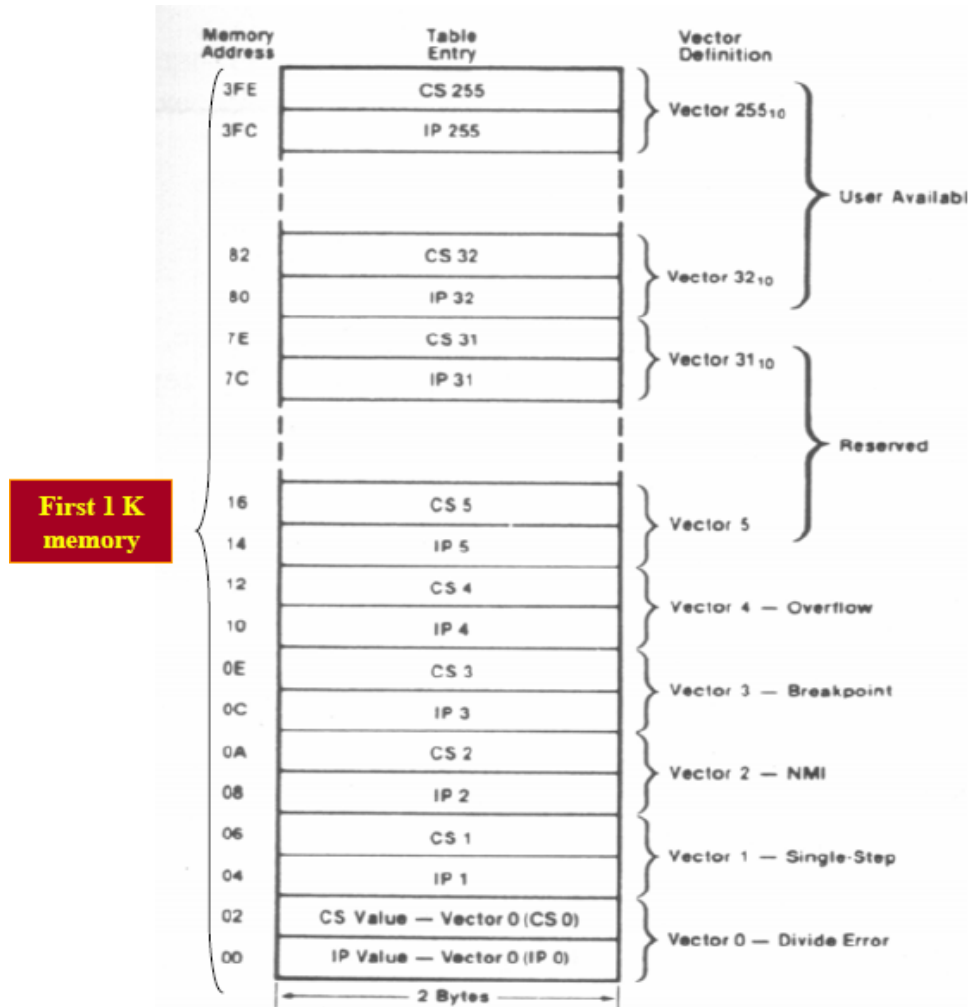 Memory Address Table Entry Vector Definition
3FE CS 255
Vector 255₁₀
3FC IP 255
User Availabl
82 CS 32
Vector 32₁₀
80 IP 32
7E CS 31
Vector 31₁₀
7C IP 31
Reserved
First 1 K
memory
16 CS 5
Vector 5
14 IP 5
12 CS 4
Vector 4 — Overflow
10 IP 4
0E CS 3
Vector 3 — Breakpoint
0C IP 3
0A CS 2
Vector 2 — NMI
08 IP 2
06 CS 1
Vector 1 — Single-Step
04 IP 1
02 CS Value — Vector 0 (CS 0)
Vector 0 — Divide Error
00 IP Value — Vector 0 (IP 0)
2 Bytes